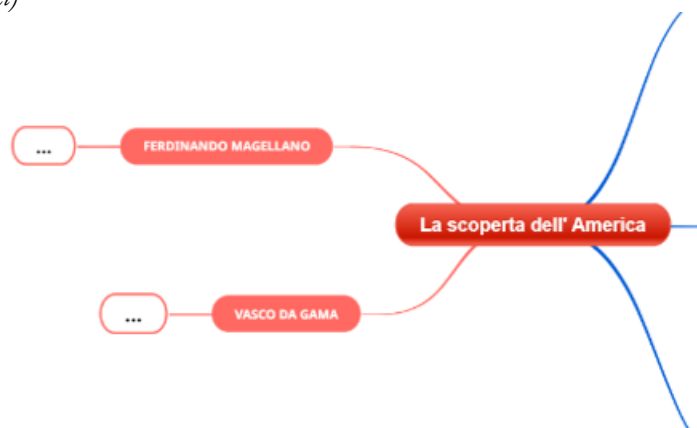 ...
FERDINANDO MAGELLANO
La scoperta dell' America
...
VASCO DA GAMA